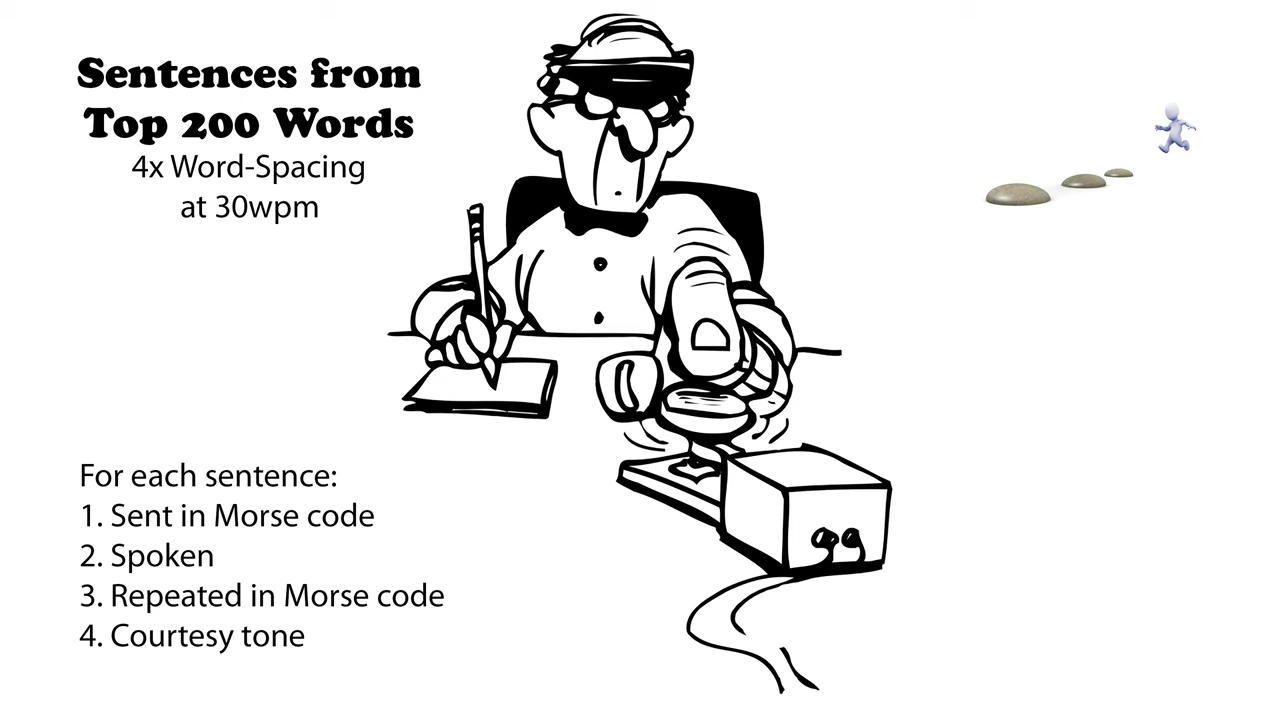 Sentences from
Top 200 Words
4x Word-Spacing
at 30wpm
For each sentence:
1. Sent in Morse code
2. Spoken
3. Repeated in Morse code
4. Courtesy tone